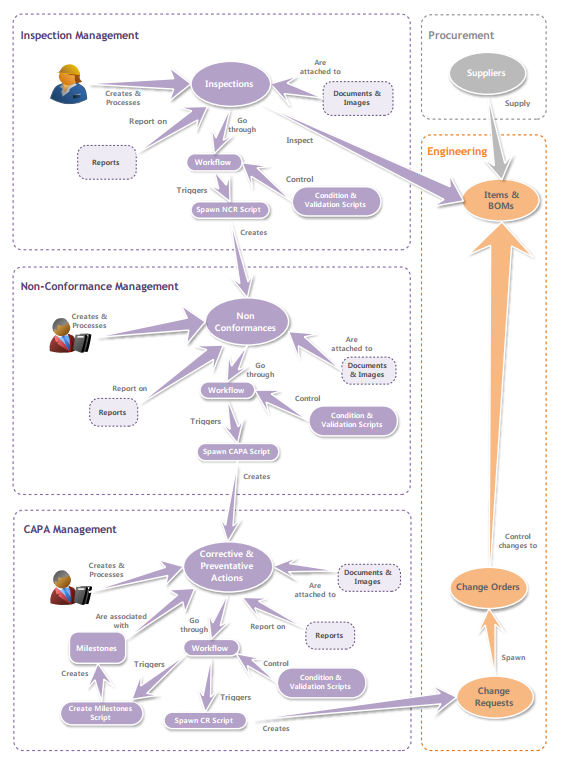 Inspection Management
Procurement
Inspections
Are
attached to
Documents &
Images
Creates &
Processes
Report on
Go
through
Reports
Workflow
Inspect
Triggers
Control
Condition &
Validation Scripts
Spawn NCR Script
Creates
Suppliers
Supply
Engineering
Items &
BOMs
Non-Conformance Management
Creates &
Processes
Non
Conformances
Are
attached to
Documents
& Images
Go
through
Report on
Workflow
Control
Reports
Condition &
Validation Scripts
Triggers
Spawn CAPA Script
Creates
CAPA Management
Corrective &
Preventative
Actions
Creates &
Processes
Documents &
Images
Are
attached to
Are associated
with
Go
through
Report on
Reports
Milestones
Workflow
Triggers
Control
Creates
Condition &
Validation Scripts
Create Milestones
Script
Triggers
Spawn CR Script
Creates
Control
changes to
Change Orders
Spawn
Change
Requests